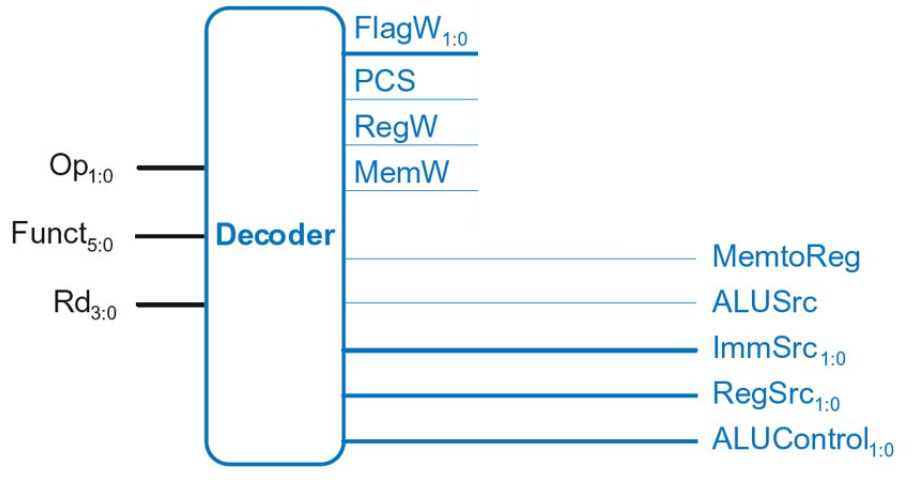 FlagW1:0
PCS
RegW
MemW
Op1:0
Funct5:0
Decoder
Rd3:0
MemtoReg
ALUSrc
ImmSrc1:0
RegSrc1:0
ALUControl1:0